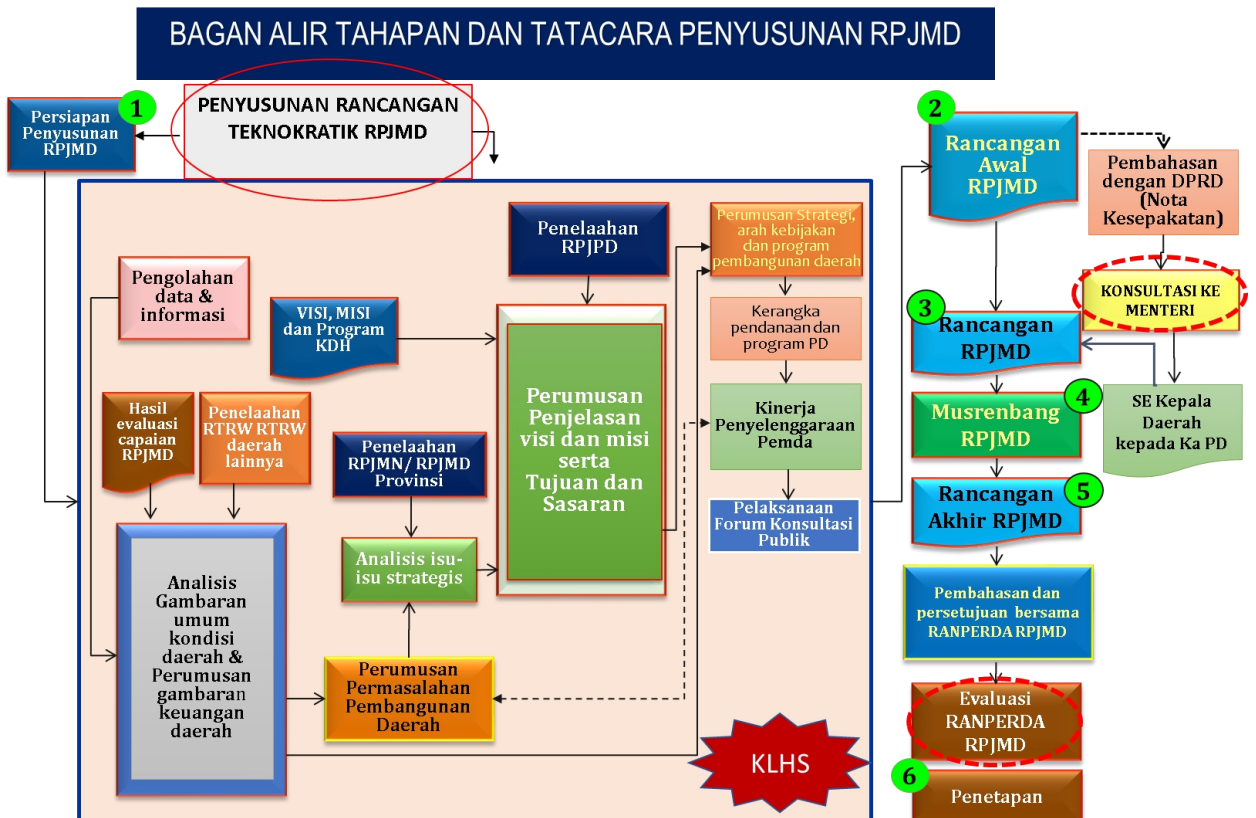 BAGAN ALIR TAHAPAN DAN TATACARA PENYUSUNAN RPJMD
1
Persiapan
Penyusunan
RPJMD
PENYUSUNAN RANCANGAN
TEKNOKRATIK RPJMD
Pengolahan
data &
informasi
VISI, MISI
dan Program
KDH
Penelaahan
RPJPD
Hasil
evaluasi
capaian
RPJMD
Penelaahan
RTRW RTRW
daerah
lainnya
Penelaahan
RPJMN/ RPJMD
Provinsi
Perumusan
Penjelasan
visi dan misi
serta
Tujuan dan
Sasaran
Analisis isu-
isu strategis
Analisis
Gambaran
umum
kondisi
daerah &
Perumusan
gambaran
keuangan
daerah
Perumusan
Permasalahan
Pembangunan
Daerah
Perumusan Strategi,
arah kebijakan
dan program
pembangunan daerah
Kerangka
pendanaan dan
program PD
Kinerja
Penyelenggaraan
Pemda
Pelaksanaan
Forum Konsultasi
Publik
KLHS
2
Rancangan
Awal
RPJMD
Pembahasan
dengan DPRD
(Nota
Kesepakatan)
KONSULTASI KE
MENTERI
SE Kepala
Daerah
kepada Ka PD
3
Rancangan
RPJMD
4
Musrenbang
RPJMD
5
Rancangan
Akhir RPJMD
Pembahasan dan
persetujuan bersama
RANPERDA RPJMD
Evaluasi
RANPERDA
RPJMD
6
Penetapan